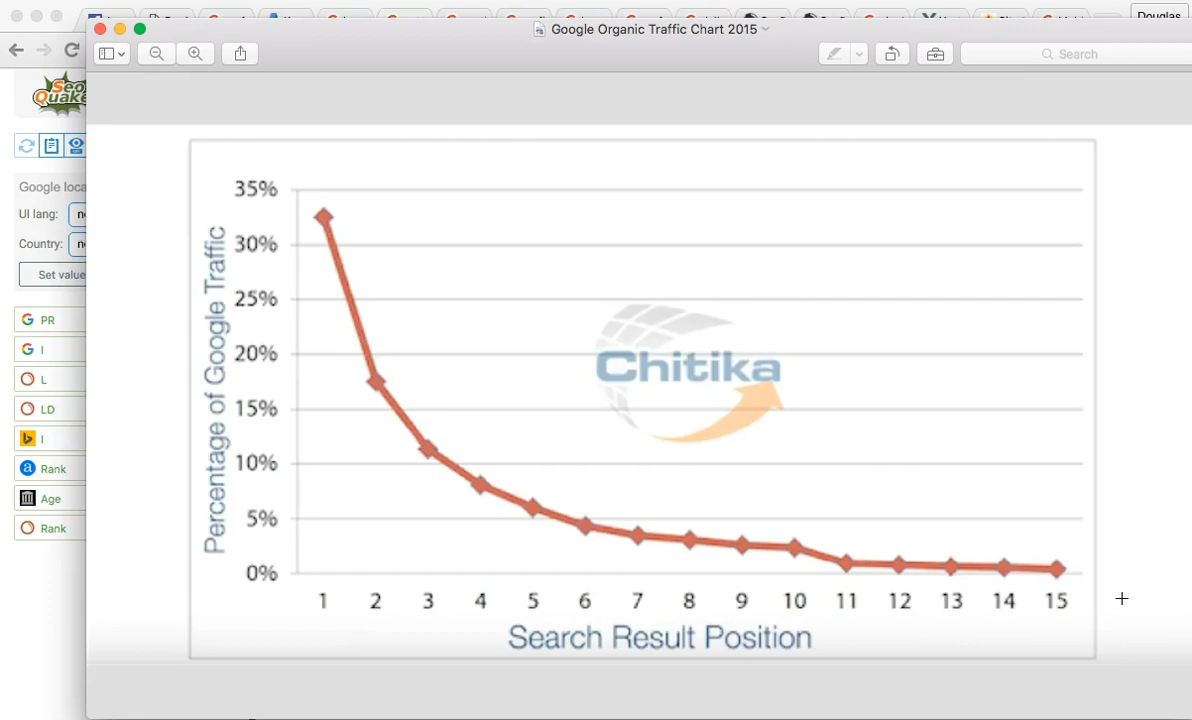 Douglas
Google Organic Traffic Chart 2015
Search
Seo
Quake
Google loca
UI lang: n
Country: n
Set value
PR
I
L
LD
I
Rank
Age
Rank
Percentage of Google Traffic
35%
30%
25%
20%
15%
10%
5%
0%
Chitika
1 2 3 4 5 6 7 8 9 10 11 12 13 14 15
Search Result Position